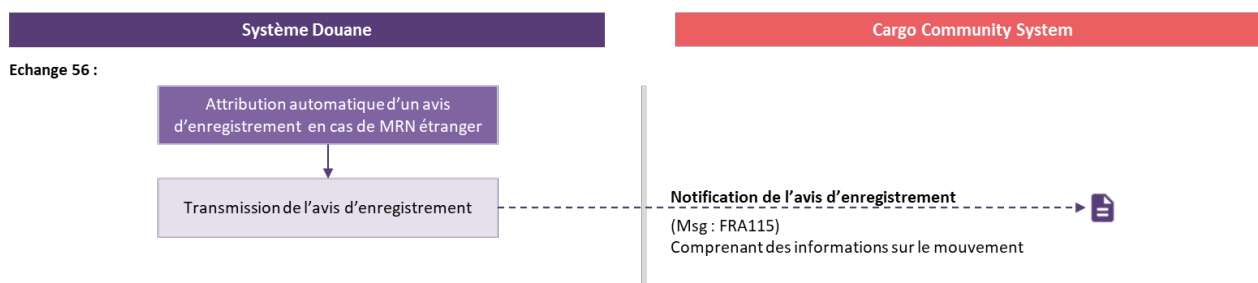 Système Douane
Cargo Community System
Echange 56 :
Attribution automatique d'un avis
d'enregistrement en cas de MRN étranger
Transmission de l'avis d'enregistrement
Notification de l'avis d'enregistrement
(Msg : FRA115)
Comprenant des informations sur le mouvement